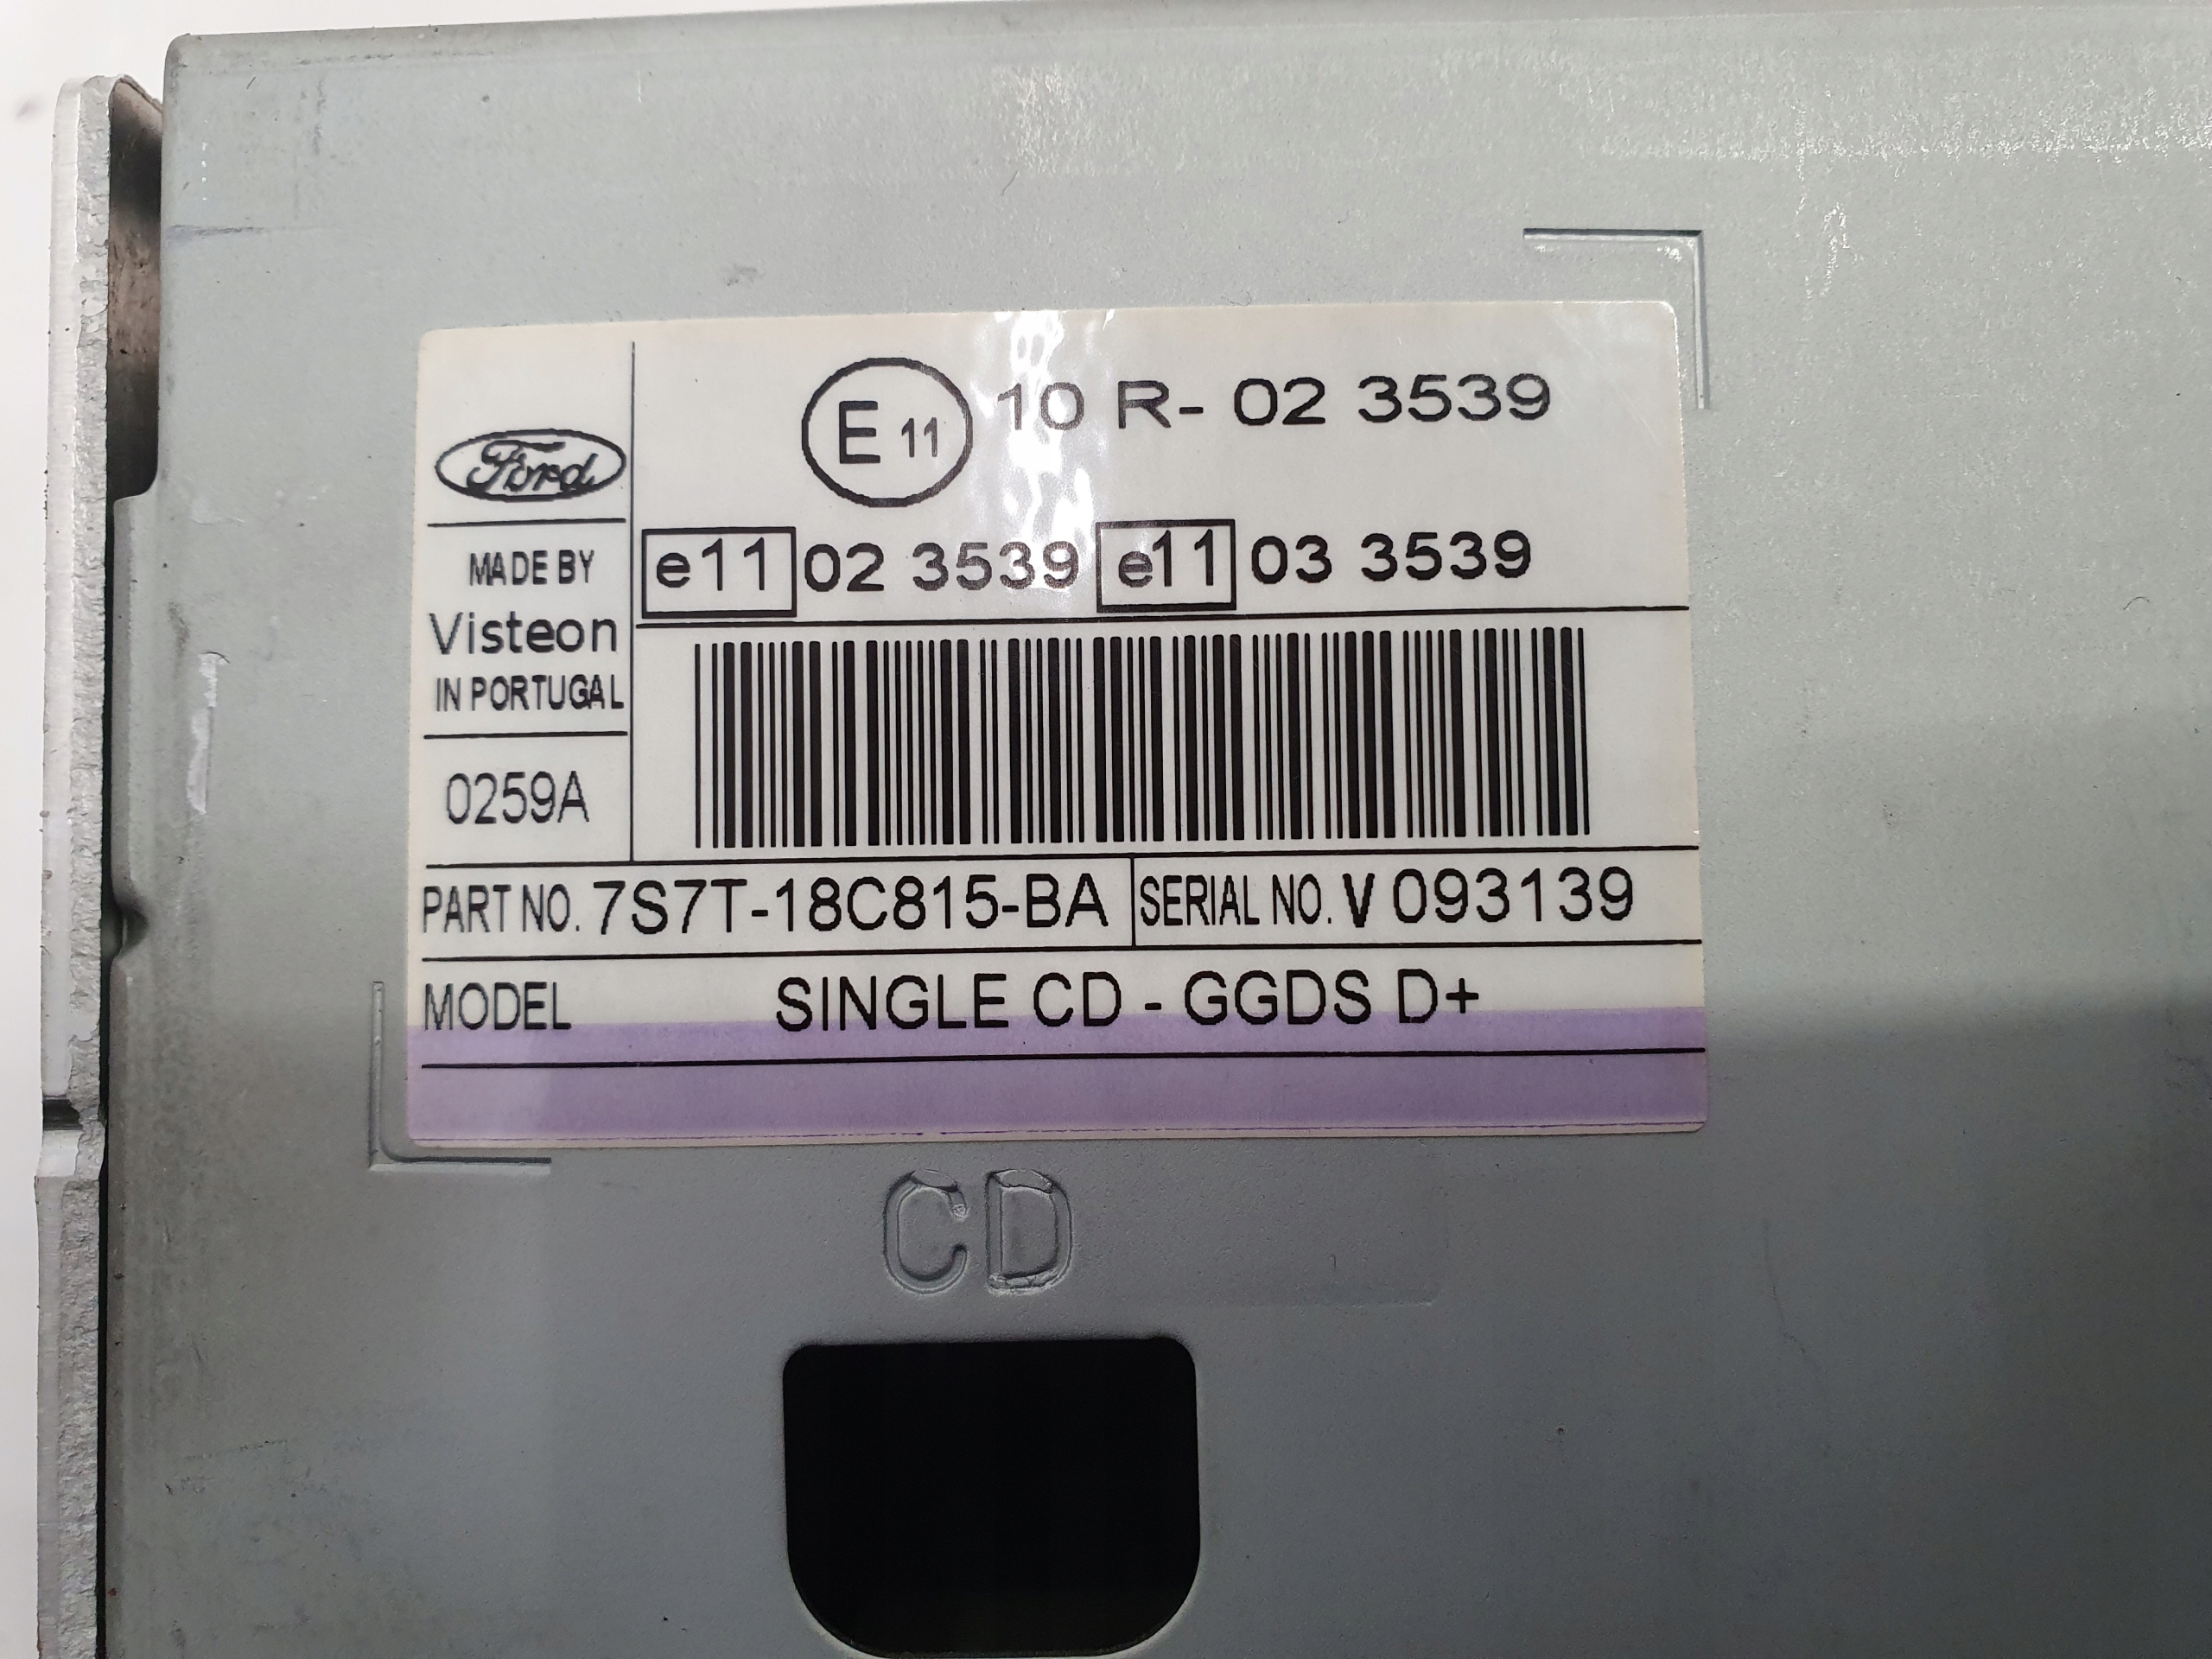 E 11 10 R- 02 3539
Ford
e11 02 3539 e11 03 3539
MADE BY
Visteon
IN PORTUGAL
0259A
PART NO. 7S7T-18C815-BA SERIAL NO. V 093139
MODEL SINGLE CD - GGDS D+
CD